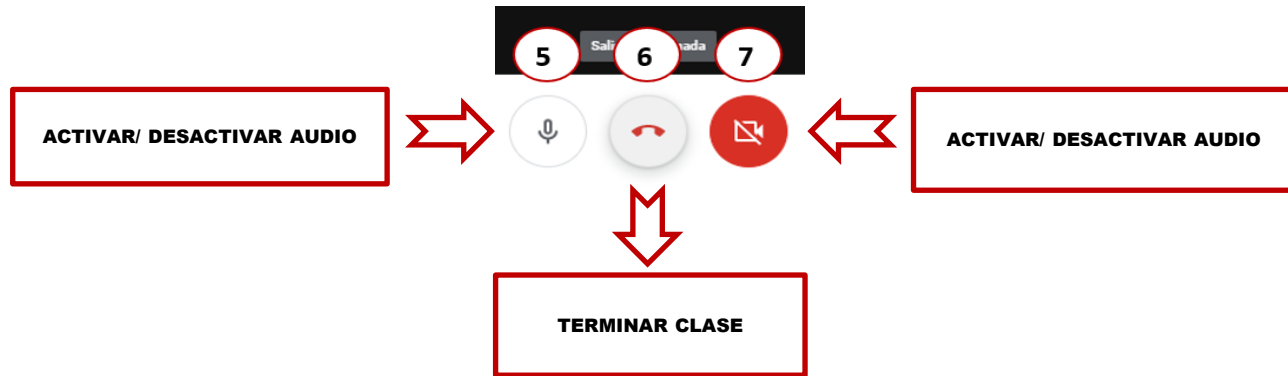 5 6 7
ACTIVAR/ DESACTIVAR AUDIO
ACTIVAR/ DESACTIVAR AUDIO
TERMINAR CLASE